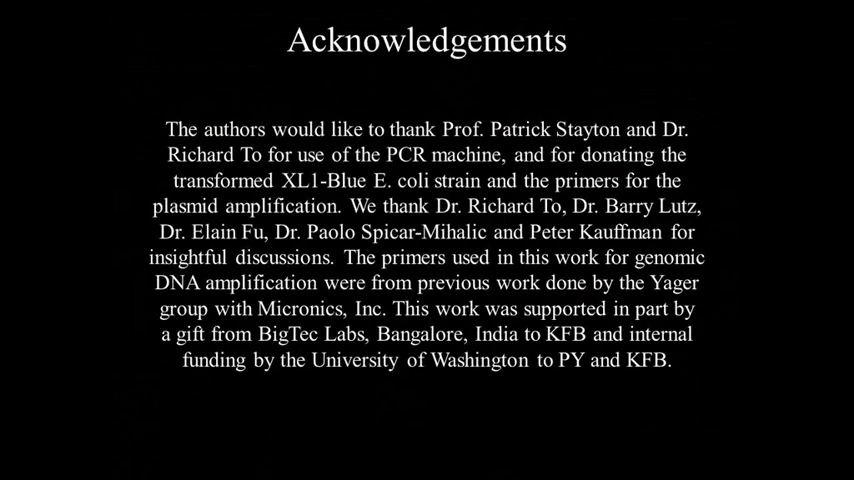 Acknowledgements
The authors would like to thank Prof. Patrick Stayton and Dr.
Richard To for use of the PCR machine, and for donating the
transformed XL1-Blue E. coli strain and the primers for the
plasmid amplification. We thank Dr. Richard To, Dr. Barry Lutz,
Dr. Elain Fu, Dr. Paolo Spicar-Mihalic and Peter Kauffman for
insightful discussions. The primers used in this work for genomic
DNA amplification were from previous work done by the Yager
group with Micronics, Inc. This work was supported in part by
a gift from BigTec Labs, Bangalore, India to KFB and internal
funding by the University of Washington to PY and KFB.